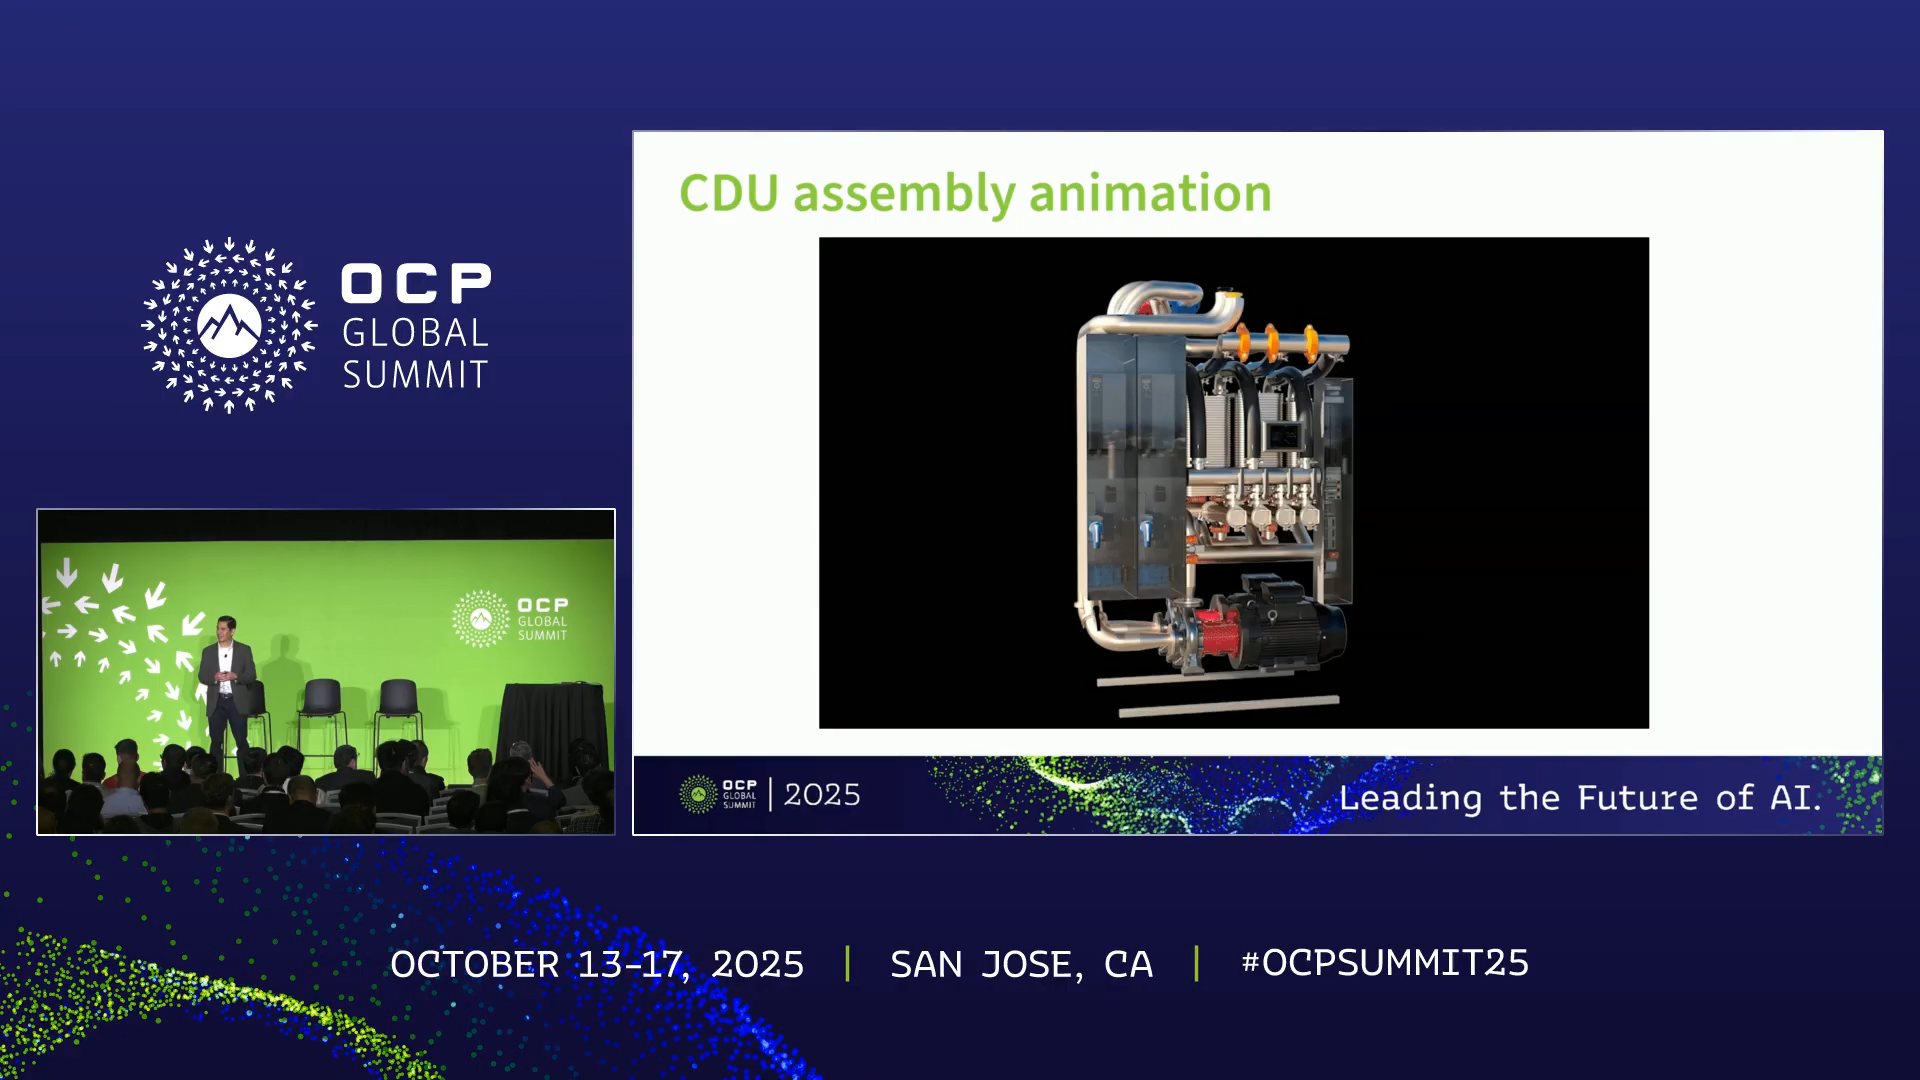 OCP
GLOBAL
SUMMIT
CDU assembly animation
OCP
GLOBAL
SUMMIT
OCP
GLOBAL
SUMMIT
2025
Leading the Future of AI.
OCTOBER 13-17, 2025 | SAN JOSE, CA | #OCPSUMMIT25